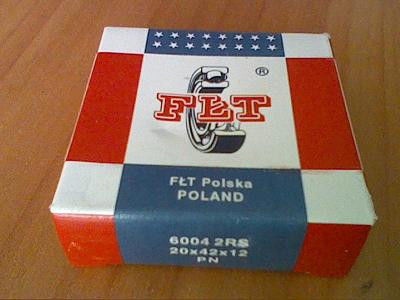 ®
FŁT
FŁT Polska
POLAND
6004 2RS
20x42x12
PN